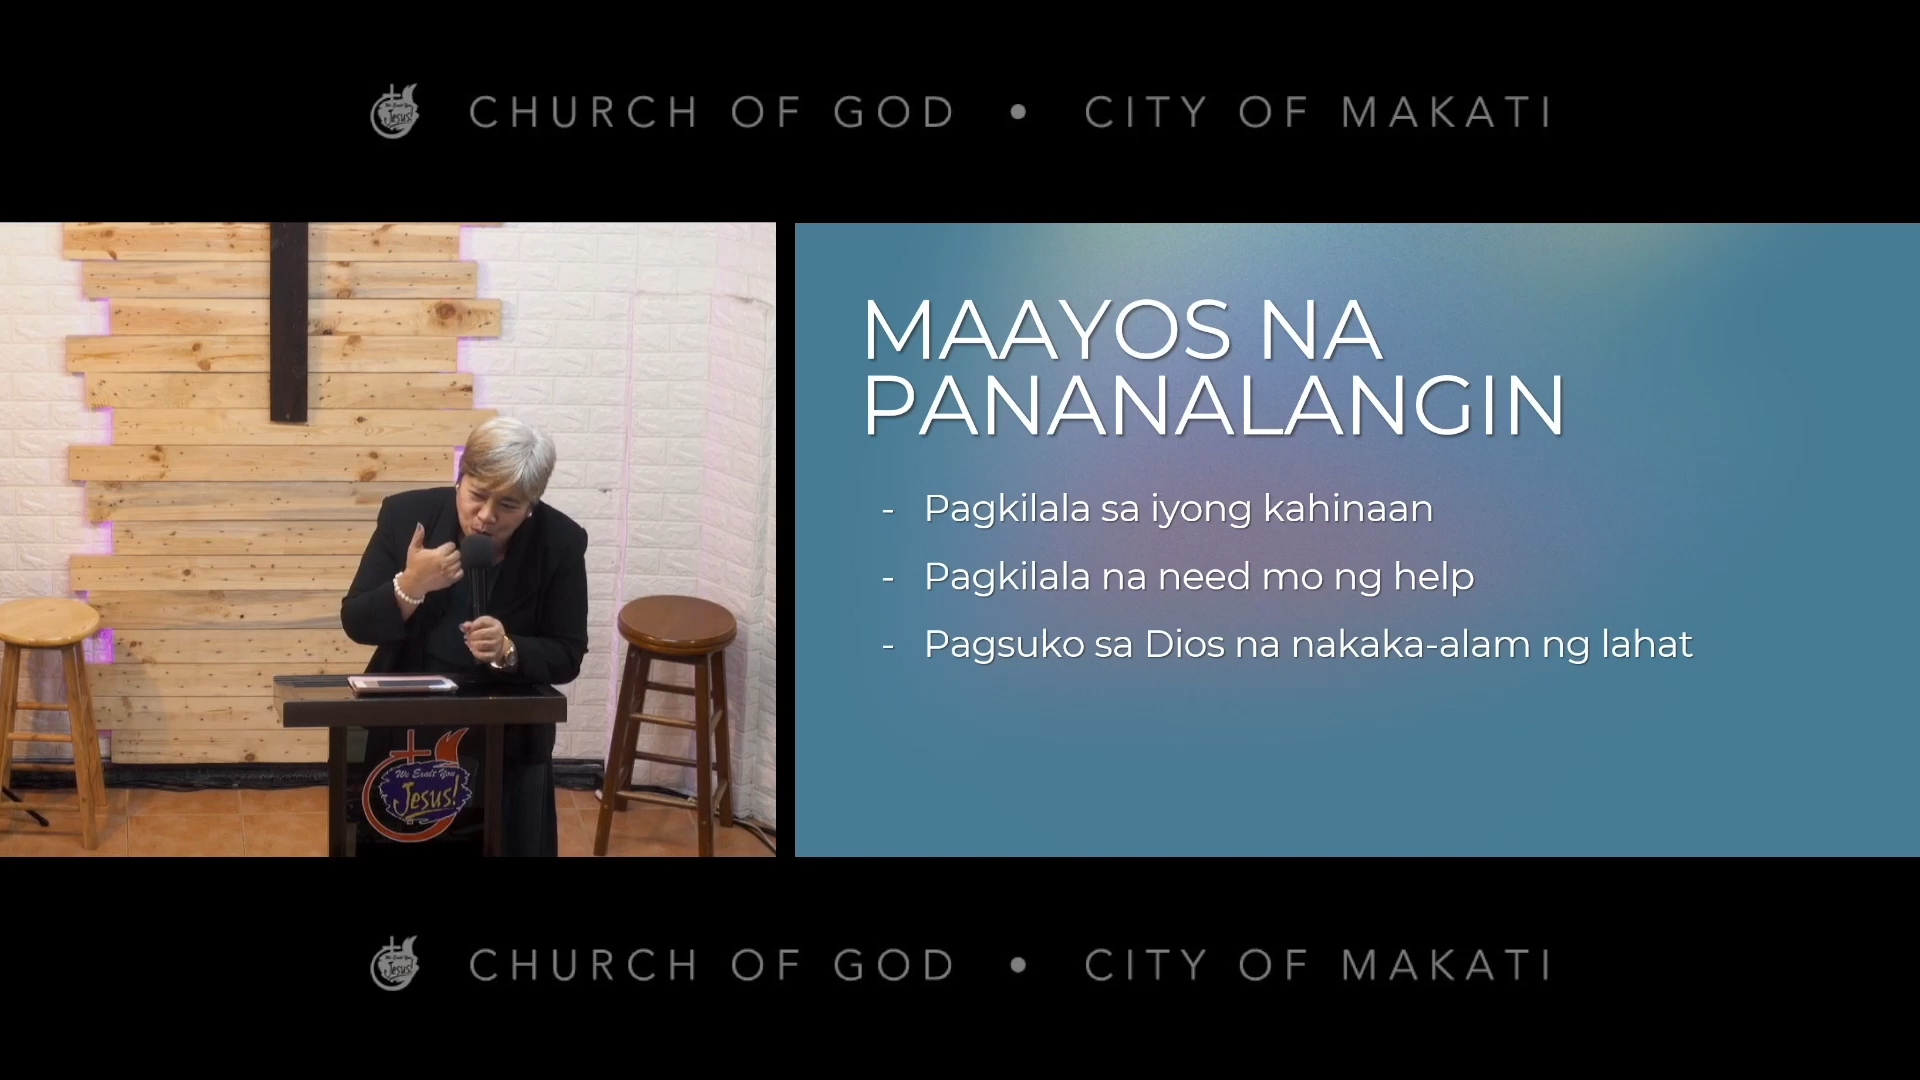 CHURCH OF GOD • CITY OF MAKATI
MAAYOS NA
PANANALANGIN
- Pagkilala sa iyong kahinaan
- Pagkilala na need mo ng help
- Pagsuko sa Dios na nakaka-alam ng lahat
We Exalt You
Jesus!
CHURCH OF GOD • CITY OF MAKATI